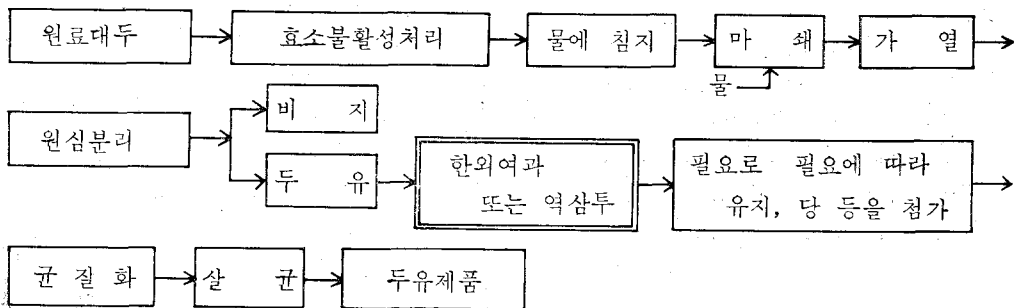 원료대두 효소불활성처리 물에 침지 마 쇄 가 열
물
원심분리 비 지
두 유 한외여과
또는 역삼투 필요로 필요에 따라
유지, 당 등을 첨가
균 질 화 살 균 두유제품